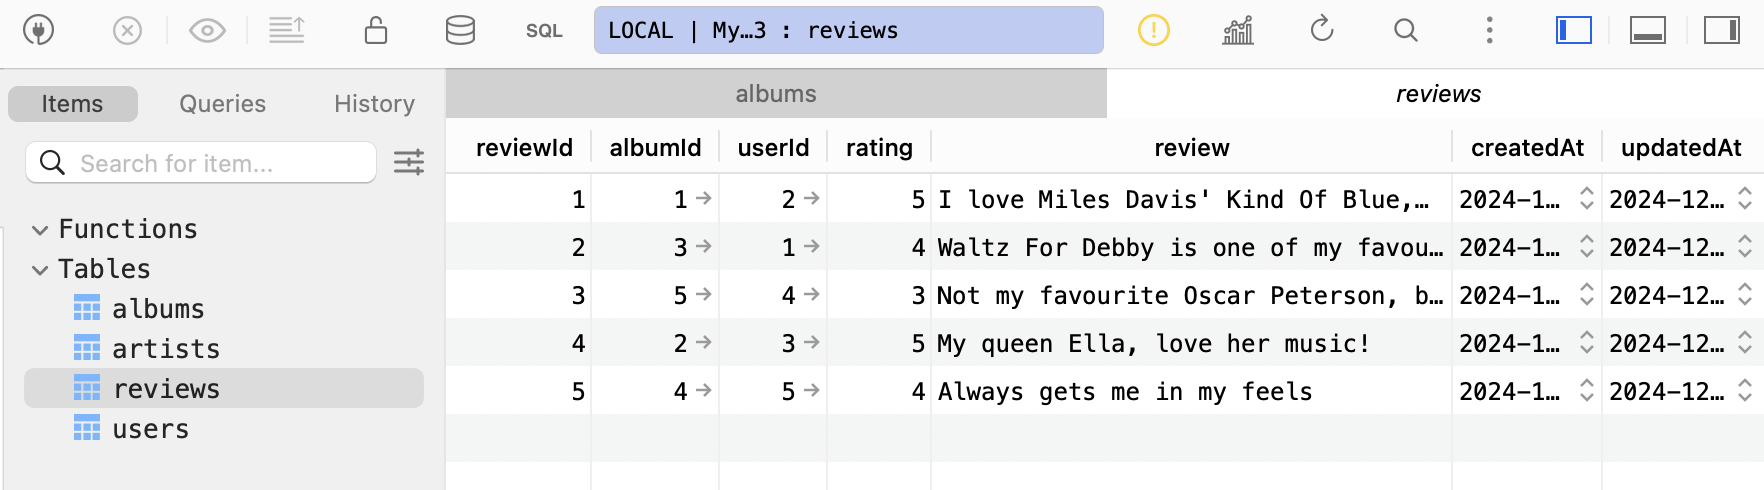 SQL LOCAL | My…3 : reviews
Items Queries History
Search for item...
Functions
Tables
albums
artists
reviews
users
albums reviews
reviewId albumId userId rating review createdAt updatedAt
1 1 2 5 I love Miles Davis' Kind Of Blue,… 2024-1… 2024-12…
2 3 1 4 Waltz For Debby is one of my favou… 2024-1… 2024-12…
3 5 4 3 Not my favourite Oscar Peterson, b… 2024-1… 2024-12…
4 2 3 5 My queen Ella, love her music! 2024-1… 2024-12…
5 4 5 4 Always gets me in my feels 2024-1… 2024-12…